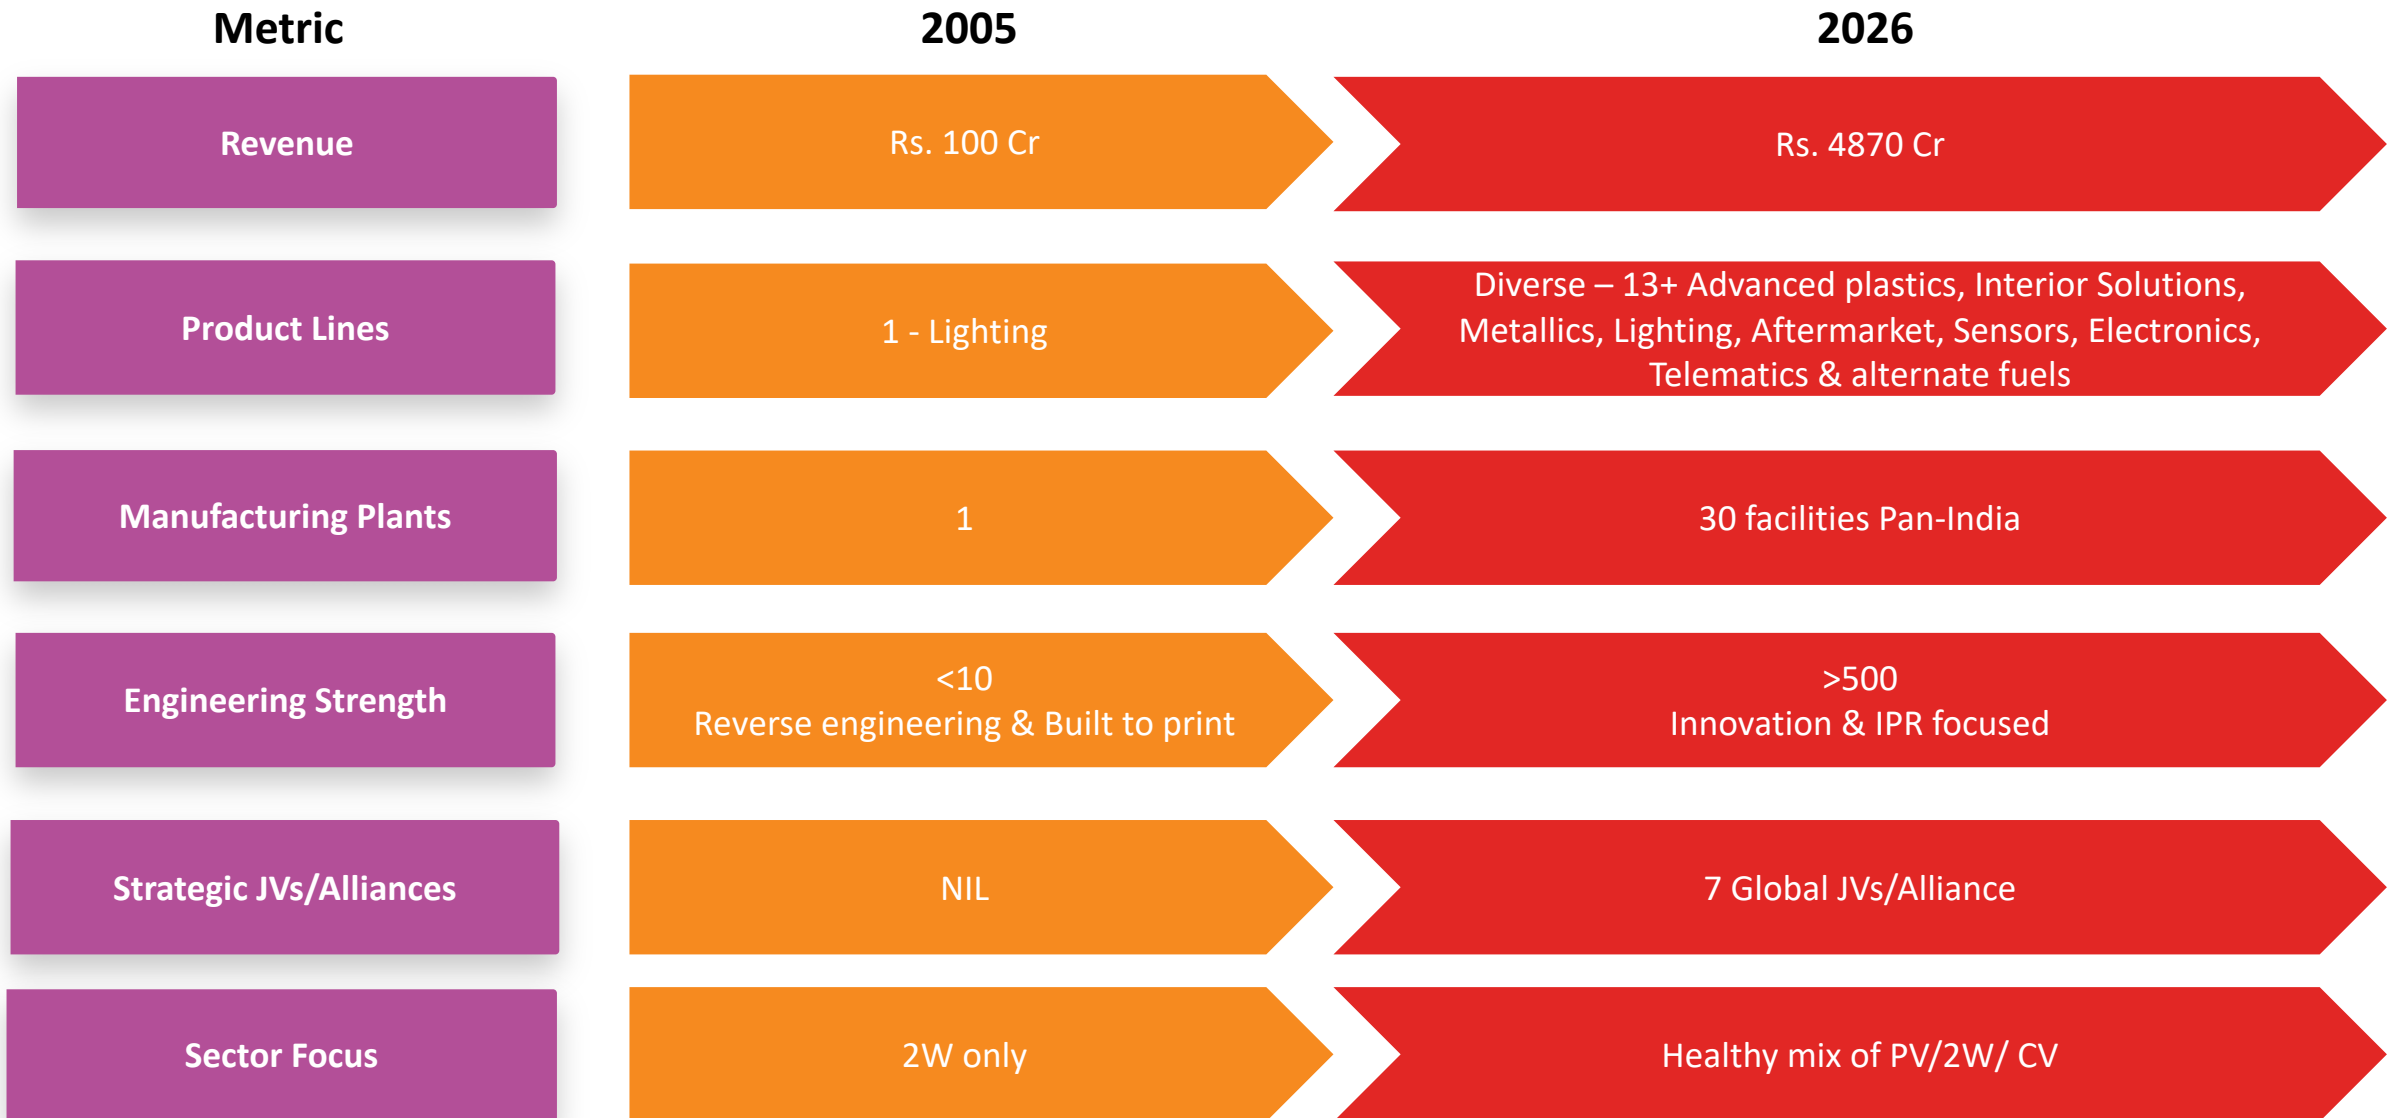 Metric
2005
2026
Revenue
Rs. 100 Cr
Rs. 4870 Cr
Product Lines
1 - Lighting
Diverse – 13+ Advanced plastics, Interior Solutions,
Metallics, Lighting, Aftermarket, Sensors, Electronics,
Telematics & alternate fuels
Manufacturing Plants
1
30 facilities Pan-India
Engineering Strength
<10
Reverse engineering & Built to print
>500
Innovation & IPR focused
Strategic JVs/Alliances
NIL
7 Global JVs/Alliance
Sector Focus
2W only
Healthy mix of PV/2W/ CV